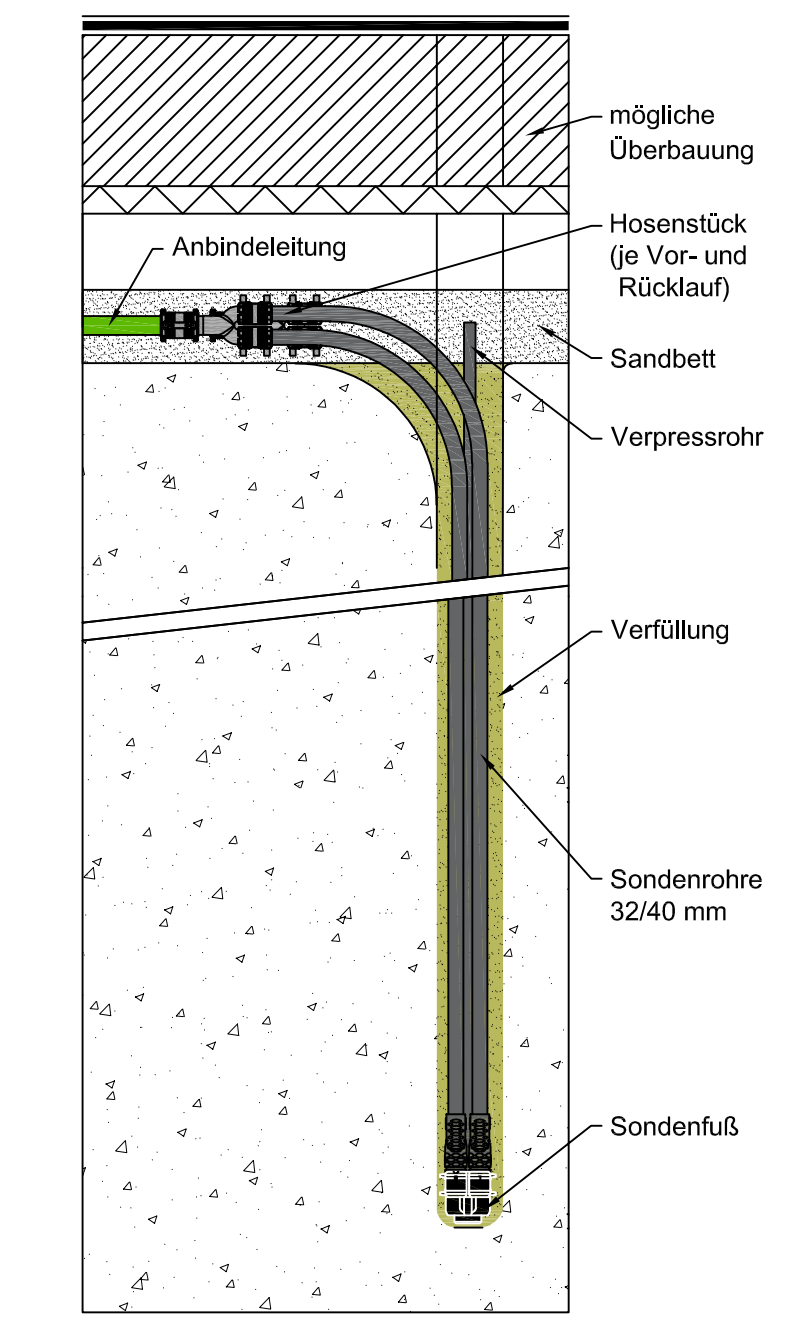 mögliche
Überbauung
Hosenstück
(je Vor- und
Rücklauf)
Anbindeleitung
Sandbett
Verpressrohr
Verfüllung
Sondenrohre
32/40 mm
Sondenfuß